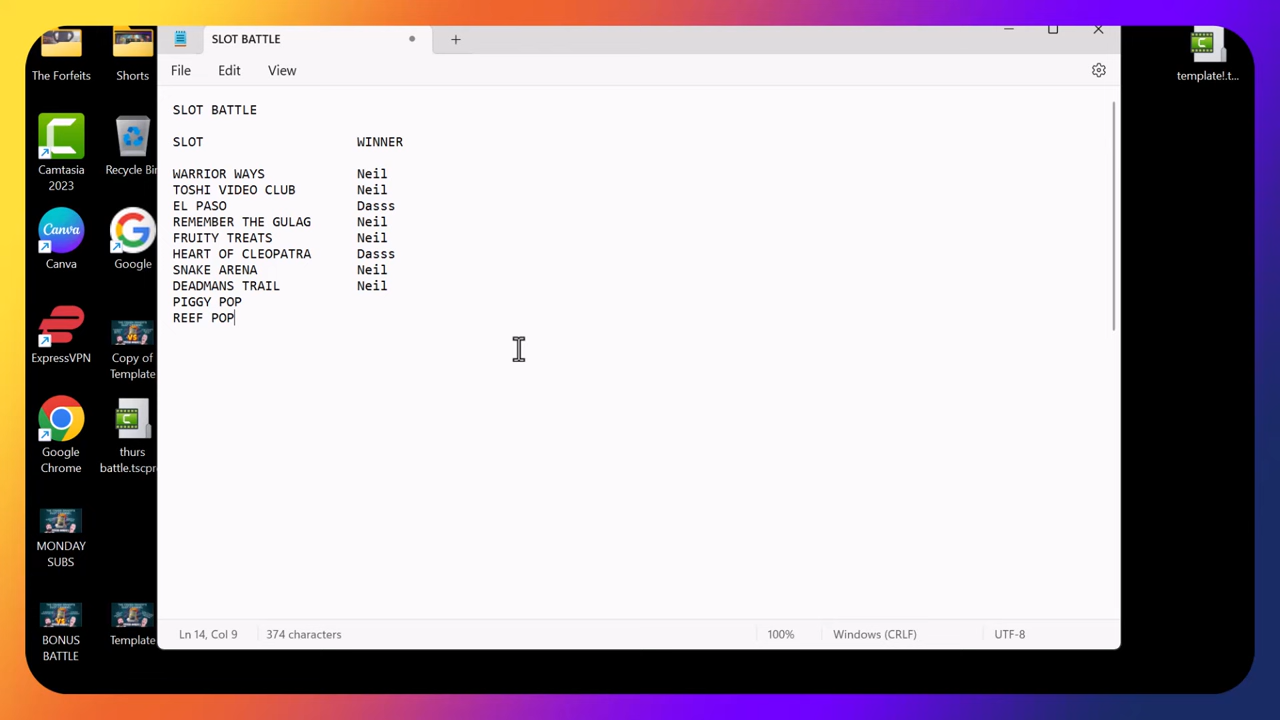 SLOT BATTLE
File Edit View
SLOT BATTLE
SLOT WINNER
WARRIOR WAYS Neil
TOSHI VIDEO CLUB Neil
EL PASO Dasss
REMEMBER THE GULAG Neil
FRUITY TREATS Neil
HEART OF CLEOPATRA Dasss
SNAKE ARENA Neil
DEADMANS TRAIL Neil
PIGGY POP
REEF POP
Ln 14, Col 9 374 characters 100% Windows (CRLF) UTF-8
The Forfeits
Shorts
Camtasia
2023
Recycle Bin
Canva
Canva
Google
ExpressVPN
Copy of
Template
Google
Chrome
thurs
battle.tscpr
MONDAY
SUBS
BONUS
BATTLE
Template
template!.t...